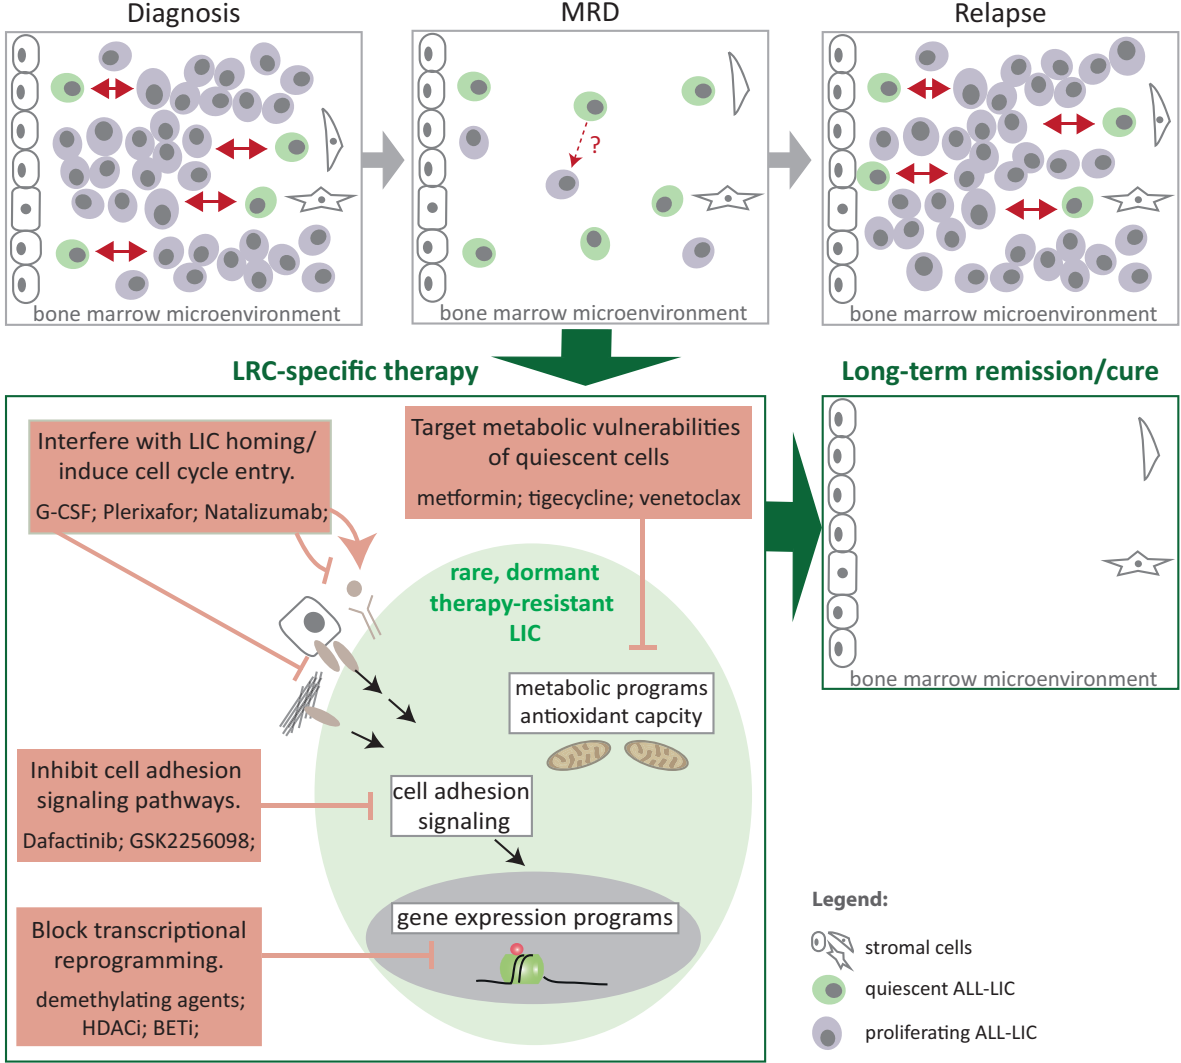 Diagnosis
MRD
Relapse
?
bone marrow microenvironment
bone marrow microenvironment
bone marrow microenvironment
LRC-specific therapy
Long-term remission/cure
Interfere with LIC homing/
induce cell cycle entry.
G-CSF; Plerixafor; Natalizumab;
Target metabolic vulnerabilities
of quiescent cells
metformin; tigecycline; venetoclax
rare, dormant
therapy-resistant
LIC
metabolic programs
antioxidant capcity
bone marrow microenvironment
Inhibit cell adhesion
signaling pathways.
Dafactinib; GSK2256098;
cell adhesion
signaling
Block transcriptional
reprogramming.
demethylating agents;
HDACi; BETi;
gene expression programs
Legend:
stromal cells
quiescent ALL-LIC
proliferating ALL-LIC